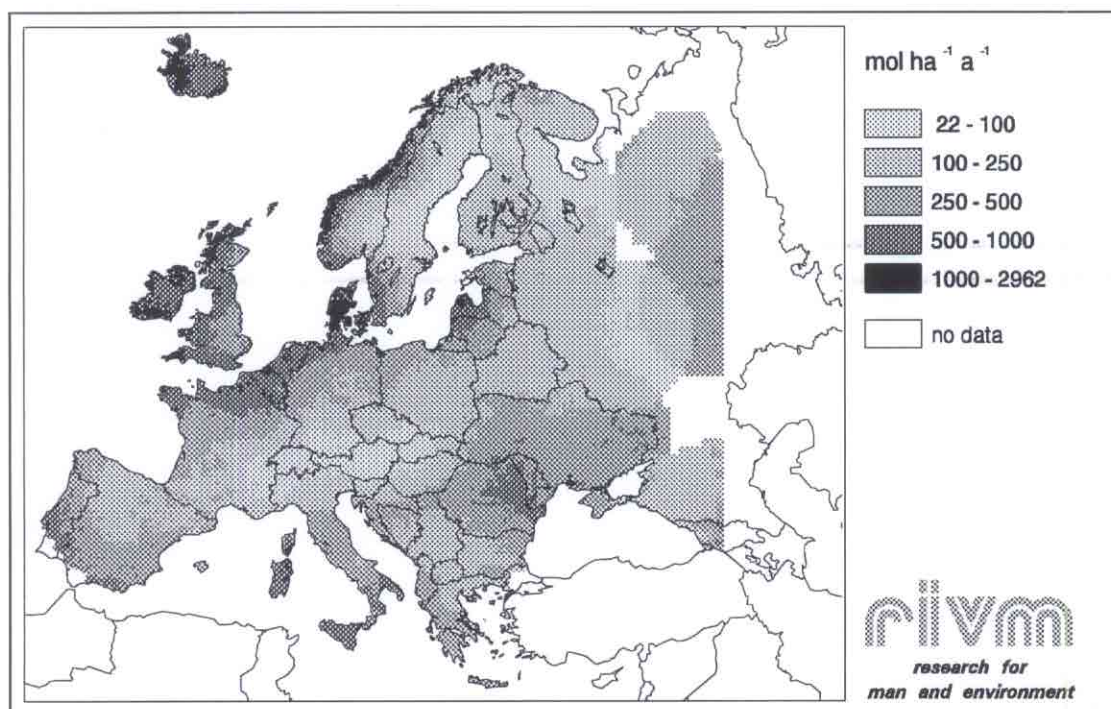 mol ha⁻¹ a⁻¹
22 - 100
100 - 250
250 - 500
500 - 1000
1000 - 2962
no data
riivm
research for
man and environment